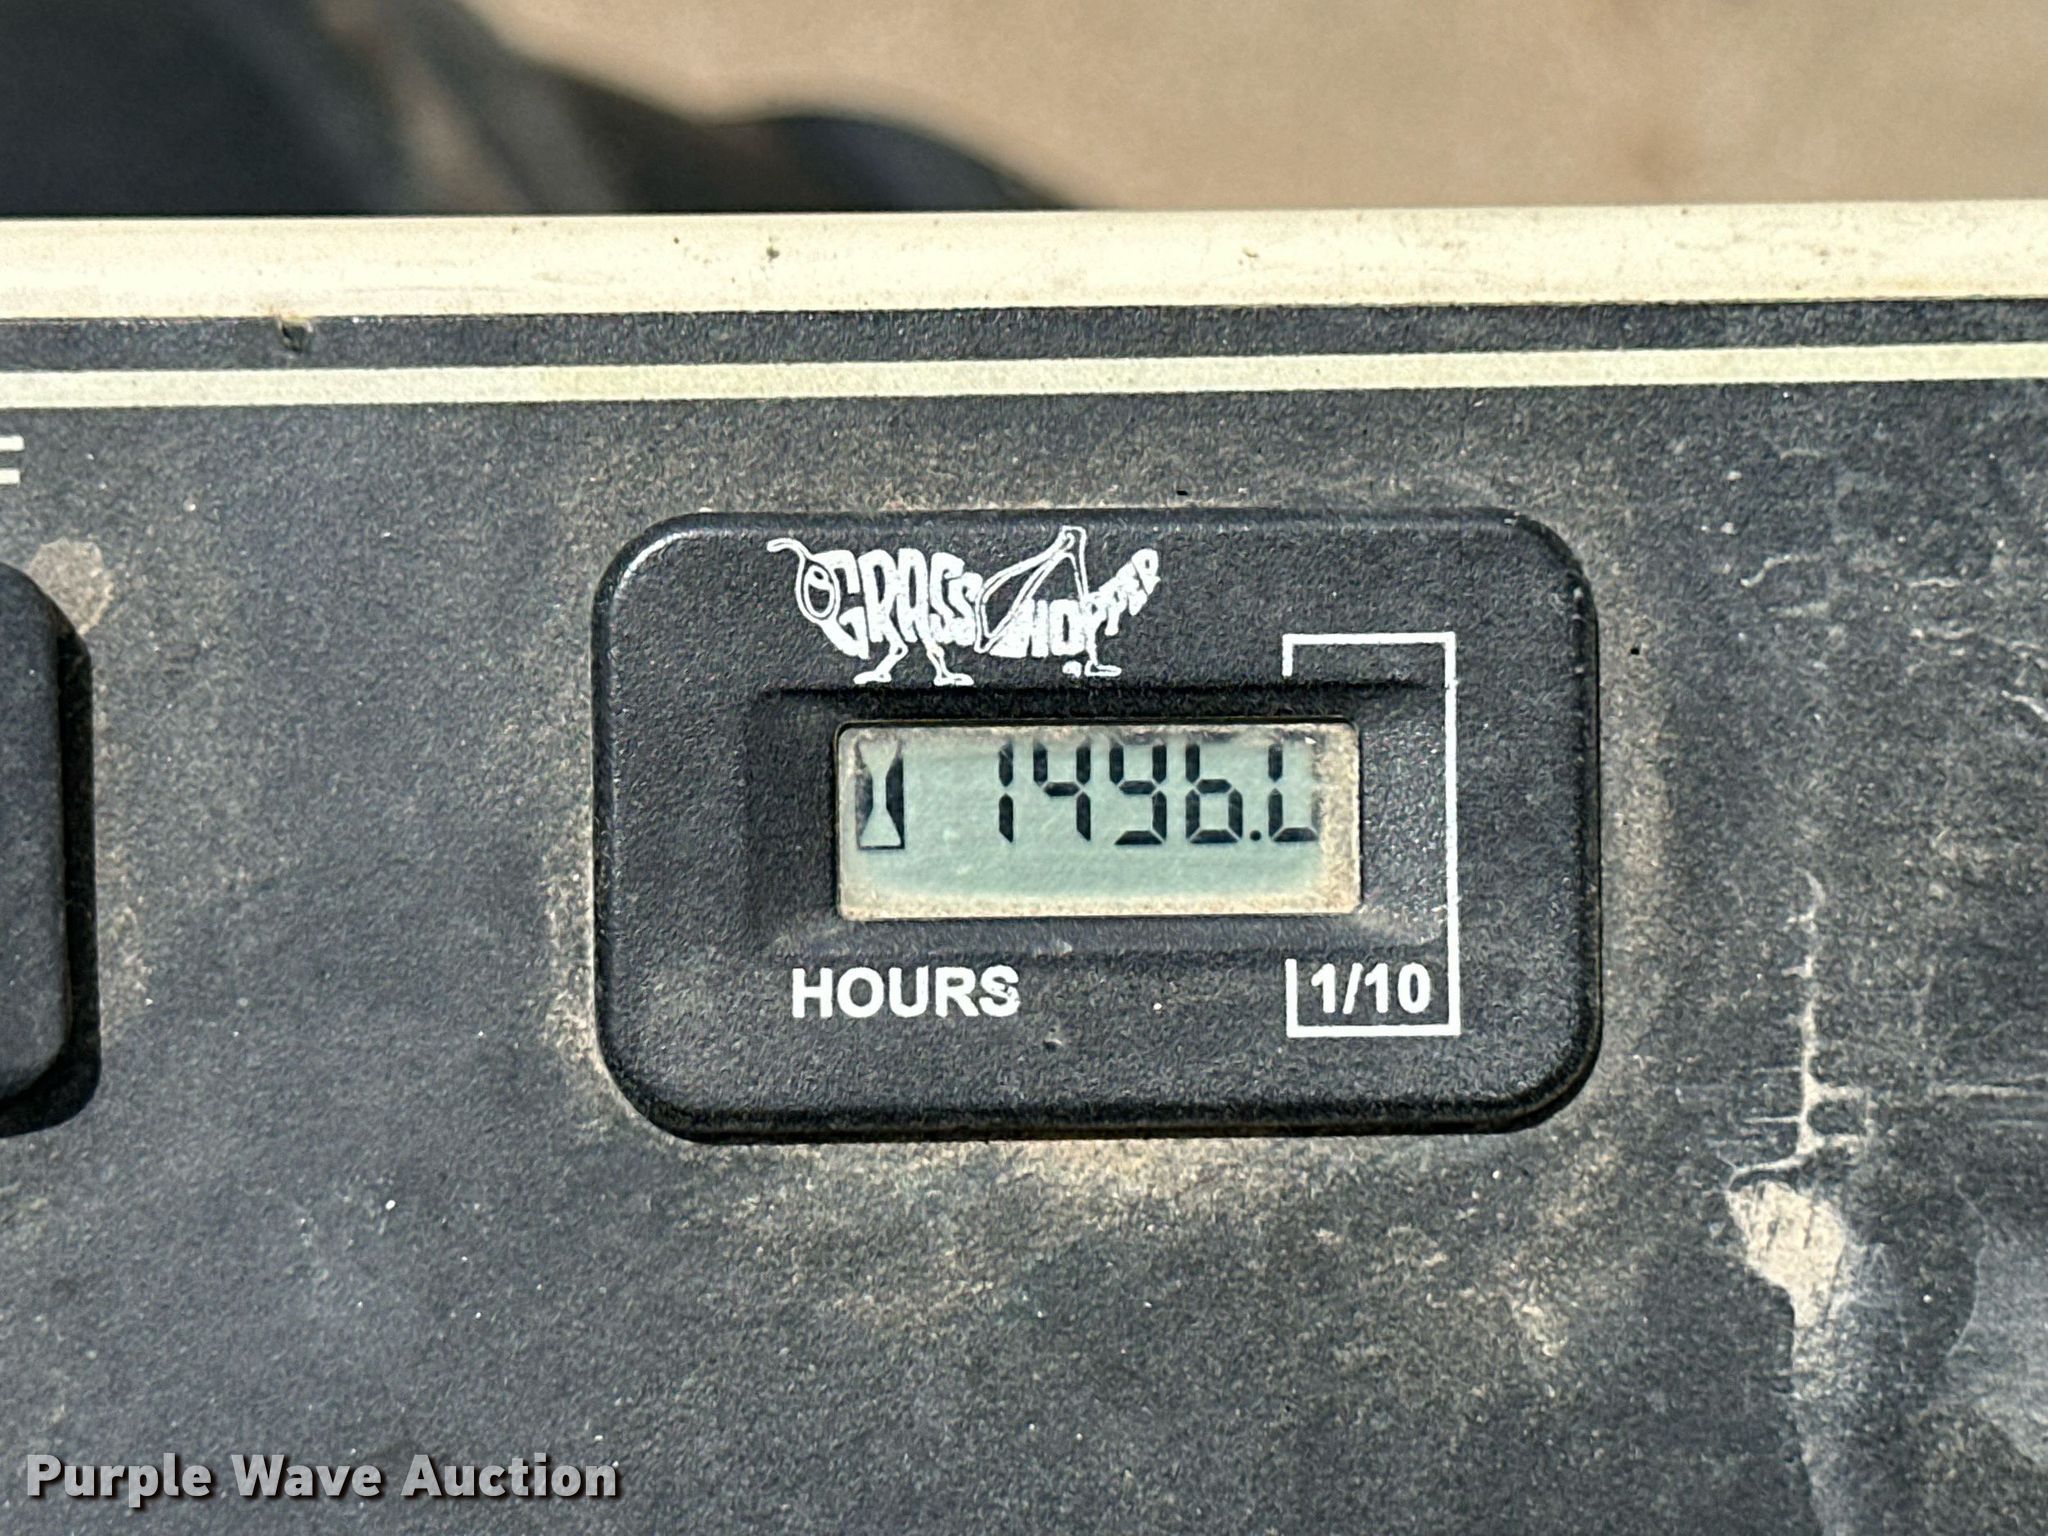 GRASSHOPPER
1496.
HOURS
1/10
Purple Wave Auction